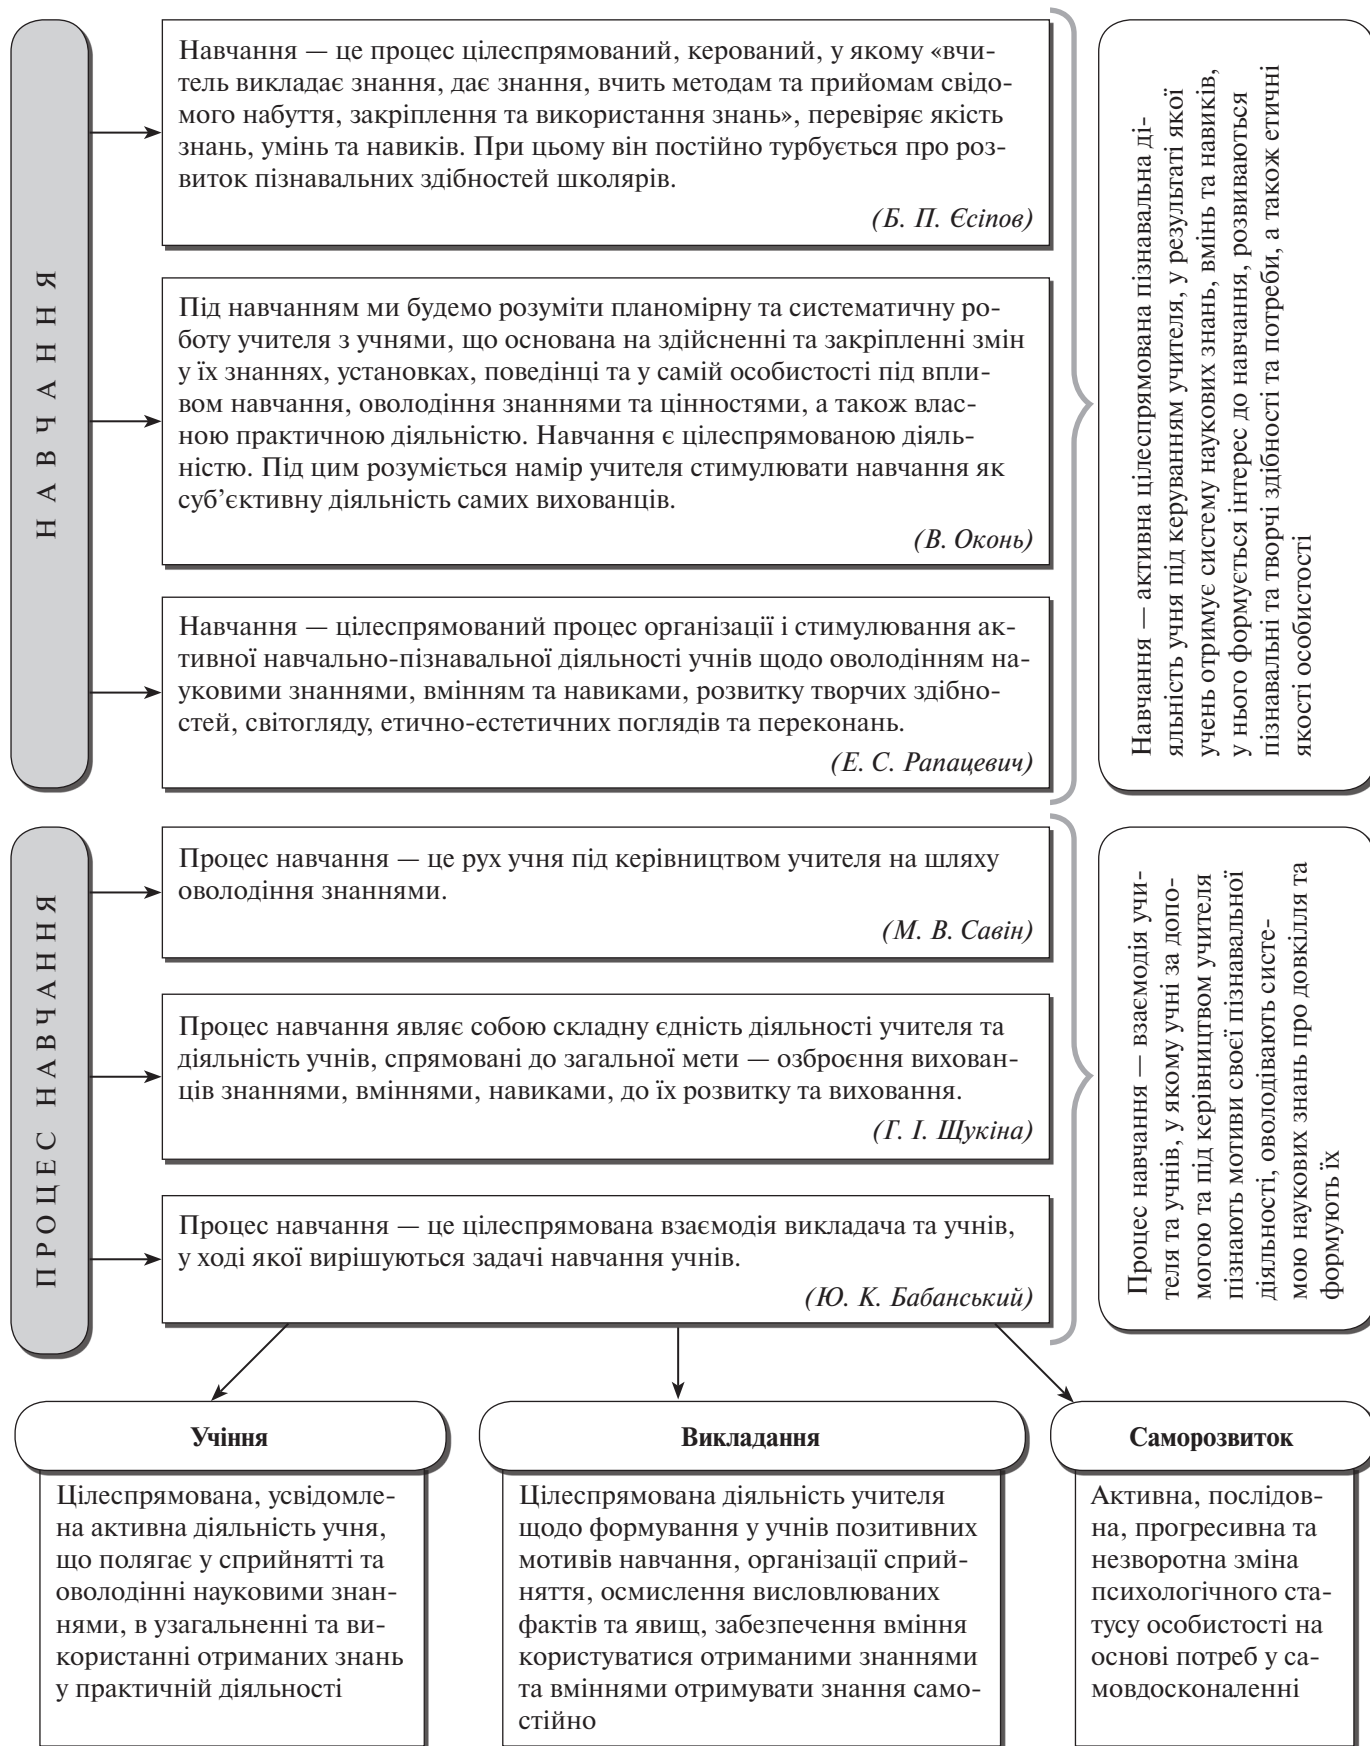 НАВЧАННЯ
Навчання — це процес цілеспрямований, керований, у якому «вчи-
тель викладає знання, дає знання, вчить методам та прийомам свідо-
мого набуття, закріплення та використання знань», перевіряє якість
знань, умінь та навиків. При цьому він постійно турбується про роз-
виток пізнавальних здібностей школярів.
(Б. П. Єсіпов)
Під навчанням ми будемо розуміти планомірну та систематичну ро-
боту учителя з учнями, що основана на здійсненні та закріпленні змін
у їх знаннях, установках, поведінці та у самій особистості під впли-
вом навчання, оволодіння знаннями та цінностями, а також влас-
ною практичною діяльністю. Навчання є цілеспрямованою діяль-
ністю. Під цим розуміється намір учителя стимулювати навчання як
суб’єктивну діяльність самих вихованців.
(В. Оконь)
Навчання — цілеспрямований процес організації і стимулювання ак-
тивної навчально-пізнавальної діяльності учнів щодо оволодінням на-
уковими знаннями, вмінням та навиками, розвитку творчих здібно-
стей, світогляду, етично-естетичних поглядів та переконань.
(Е. С. Рапацевич)
Навчання — активна цілеспрямована пізнавальна ді-
яльність учня під керуванням учителя, у результаті якої
учень отримує систему наукових знань, вмінь та навиків,
у нього формується інтерес до навчання, розвиваються
пізнавальні та творчі здібності та потреби, а також етичні
якості особистості
ПРОЦЕС НАВЧАННЯ
Процес навчання — це рух учня під керівництвом учителя на шляху
оволодіння знаннями.
(М. В. Савін)
Процес навчання являє собою складну єдність діяльності учителя та
діяльність учнів, спрямовані до загальної мети — озброєння вихован-
ців знаннями, вміннями, навиками, до їх розвитку та виховання.
(Г. І. Щукіна)
Процес навчання — це цілеспрямована взаємодія викладача та учнів,
у ході якої вирішуються задачі навчання учнів.
(Ю. К. Бабанський)
Процес навчання — взаємодія учи-
теля та учнів, у якому учні за допо-
могою та під керівництвом учителя
пізнають мотиви своєї пізнавальної
діяльності, оволодівають систе-
мою наукових знань про довкілля та
формують їх
Учіння
Цілеспрямована, усвідомле-
на активна діяльність учня,
що полягає у сприйнятті та
оволодінні науковими знан-
нями, в узагальненні та ви-
користанні отриманих знань
у практичній діяльності
Викладання
Цілеспрямована діяльність учителя
щодо формування у учнів позитивних
мотивів навчання, організації сприй-
няття, осмислення висловлюваних
фактів та явищ, забезпечення вміння
користуватися отриманими знаннями
та вміннями отримувати знання само-
стійно
Саморозвиток
Активна, послідов-
на, прогресивна та
незворотна зміна
психологічного ста-
тусу особистості на
основі потреб у са-
мовдосконаленні